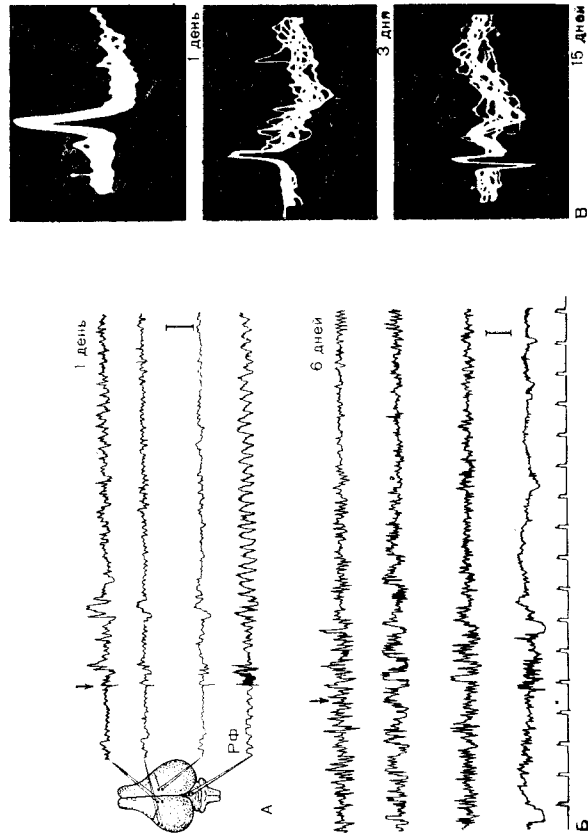 1 день
РФ
А
6 дней
Б
1 день
3 дня
15 дней
В